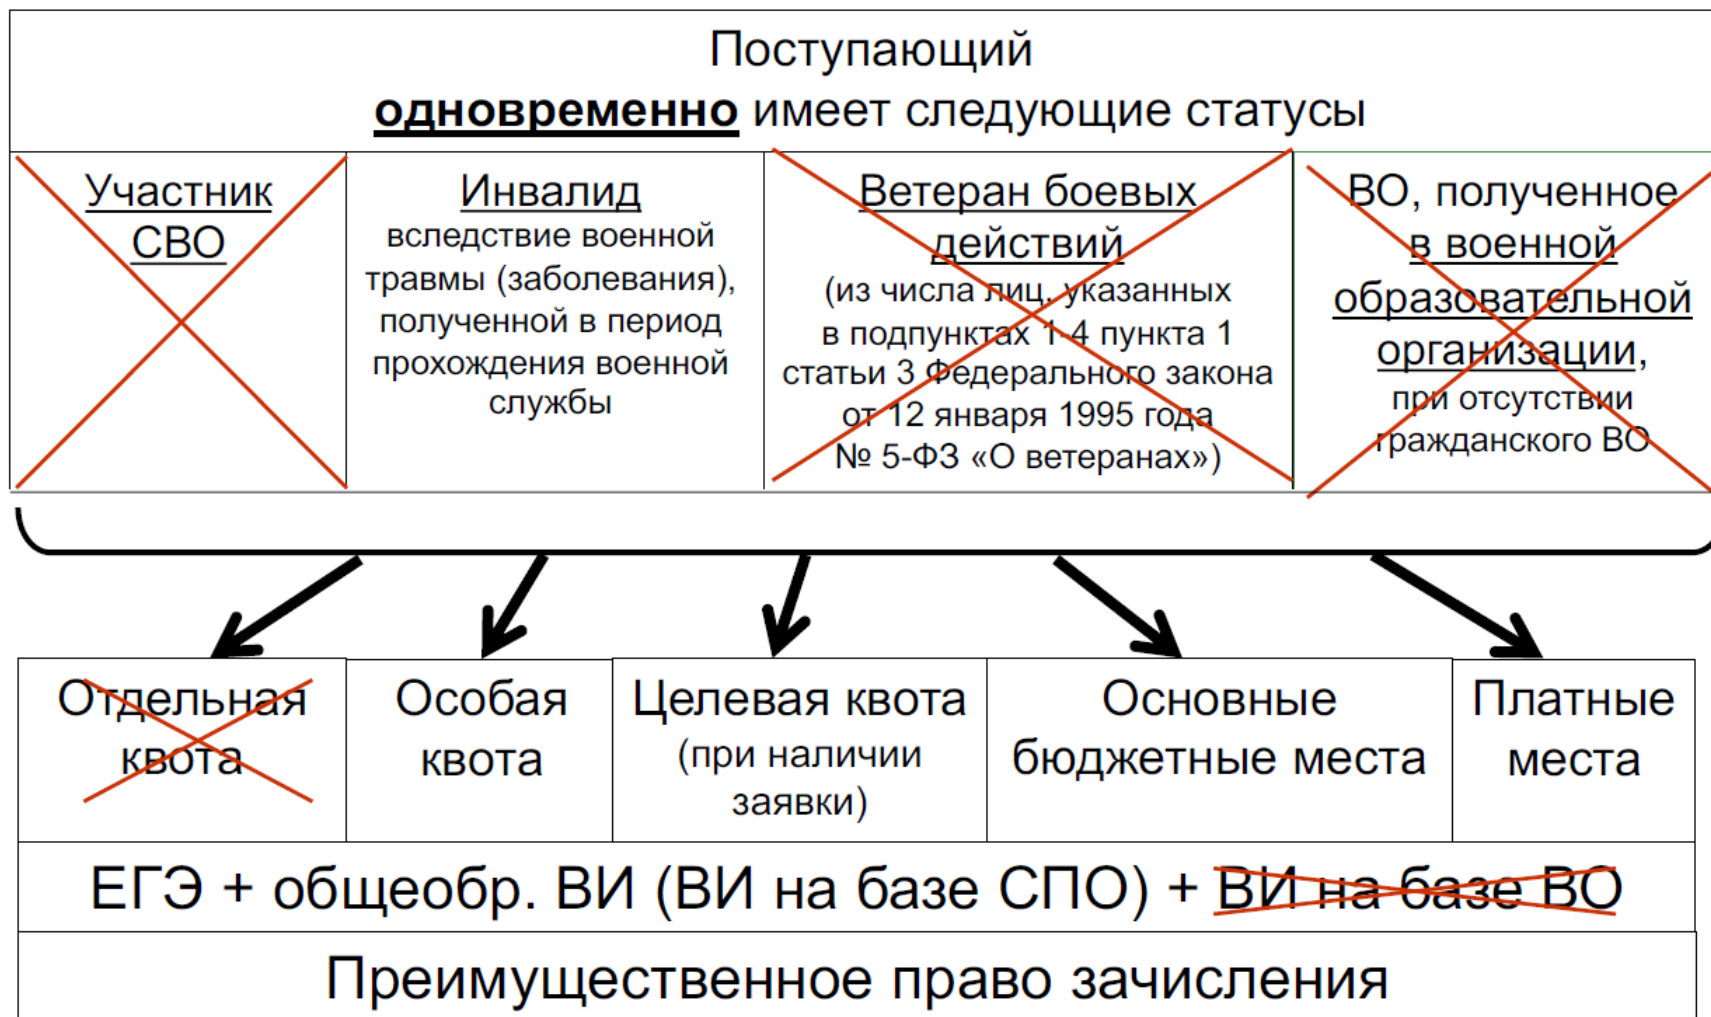 Поступающий
одновременно имеет следующие статусы
Участник
СВО
Инвалид
вследствие военной
травмы (заболевания),
полученной в период
прохождения военной
службы
Ветеран боевых
действий
(из числа лиц, указанных
в подпунктах 1-4 пункта 1
статьи 3 Федерального закона
от 12 января 1995 года
№ 5-ФЗ «О ветеранах»)
ВО, полученное
в военной
образовательной
организации,
при отсутствии
гражданского ВО
Отдельная
квота
Особая
квота
Целевая квота
(при наличии
заявки)
Основные
бюджетные места
Платные
места
ЕГЭ + общеобр. ВИ (ВИ на базе СПО) + ВИ на базе ВО
Преимущественное право зачисления